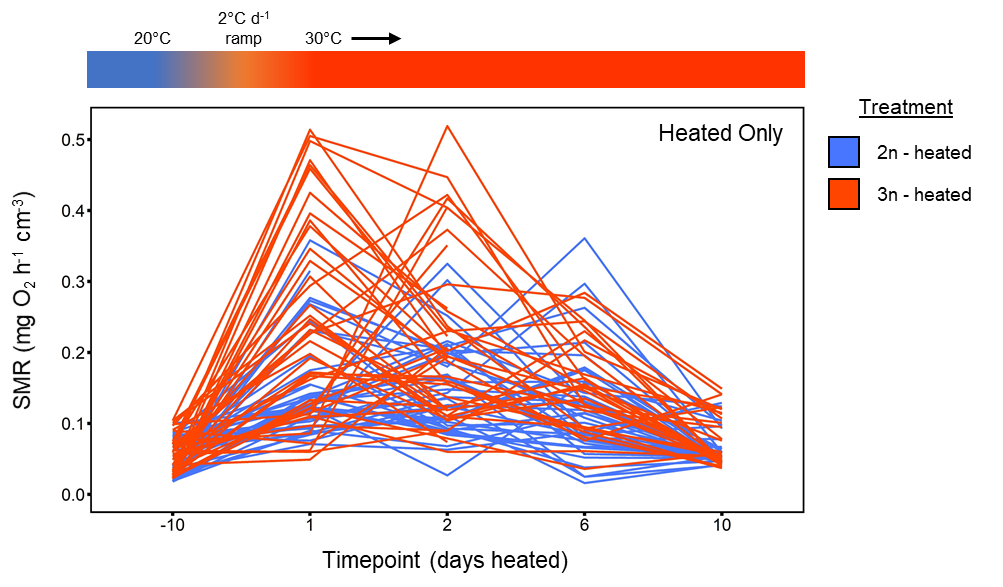 2°C d⁻¹
20°C ramp 30°C
Heated Only
Treatment
2n - heated
3n - heated
SMR (mg O₂ h⁻¹ cm⁻³)
0.5
0.4
0.3
0.2
0.1
0.0
-10 1 2 6 10
Timepoint (days heated)